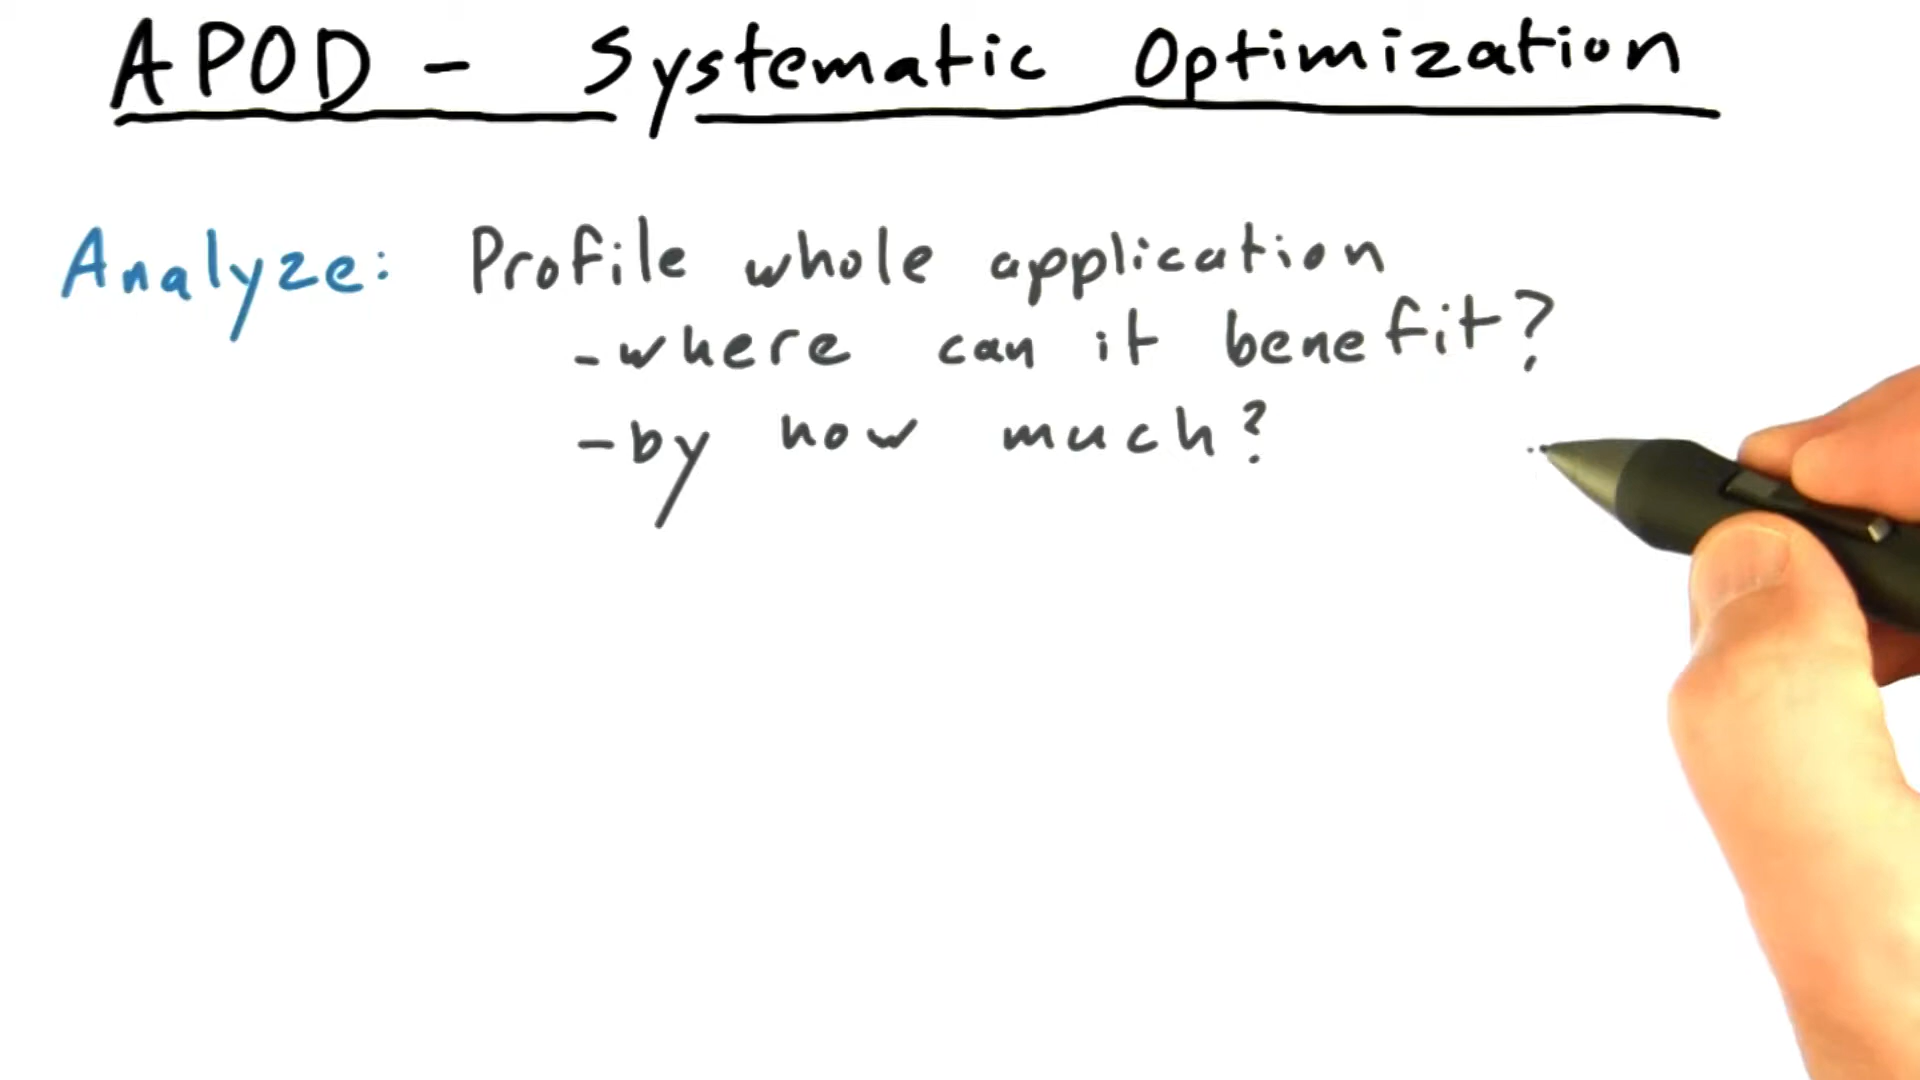 APOD - Systematic Optimization
Analyze: Profile whole application
- where can it benefit?
- by how much?